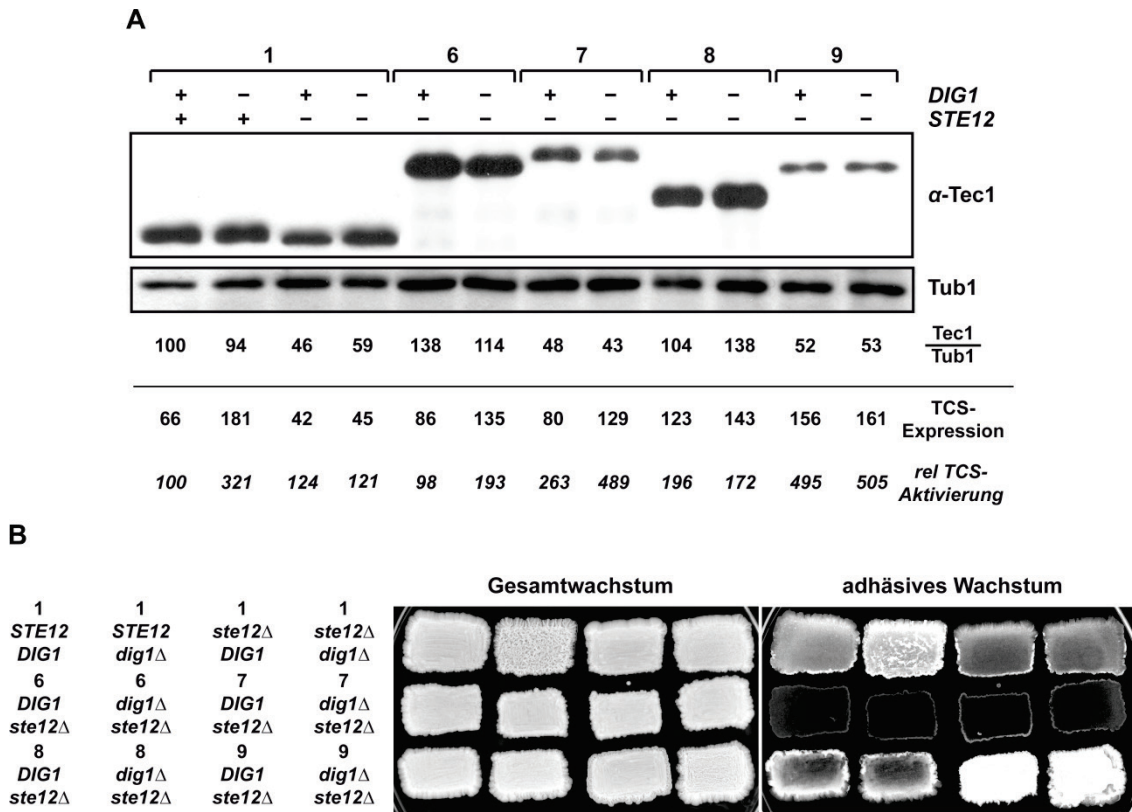 A
1 6 7 8 9
+ − + − + − + − + − + − DIG1
+ + − − − − − − − − − − STE12
α-Tec1
Tub1
100 94 46 59 138 114 48 43 104 138 52 53 Tec1
Tub1
66 181 42 45 86 135 80 129 123 143 156 161 TCS-
Expression
100 321 124 121 98 193 263 489 196 172 495 505 rel TCS-
Aktivierung
B
Gesamtwachstum adhäsives Wachstum
1 1 1 1
STE12 STE12 ste12Δ ste12Δ
DIG1 dig1Δ DIG1 dig1Δ
6 6 7 7
DIG1 dig1Δ DIG1 dig1Δ
ste12Δ ste12Δ ste12Δ ste12Δ
8 8 9 9
DIG1 dig1Δ DIG1 dig1Δ
ste12Δ ste12Δ ste12Δ ste12Δ